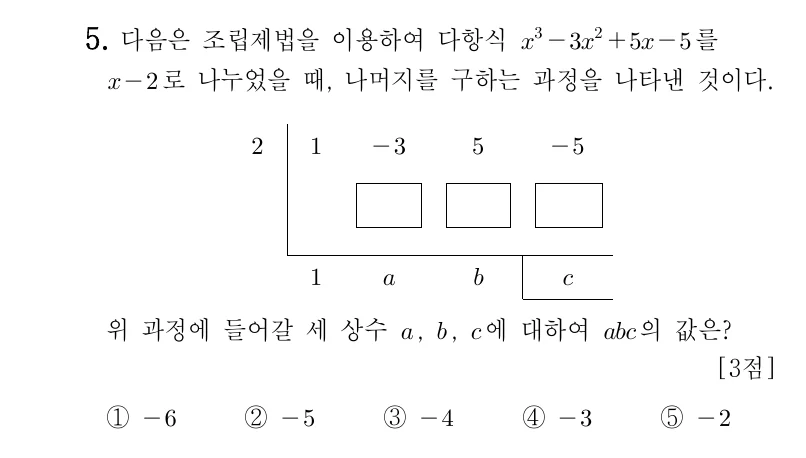 5. 다음은 조립제법을 이용하여 다항식 x³−3x²+5x−5를
x−2로 나누었을 때, 나머지를 구하는 과정을 나타낸 것이다.
2 1 −3 5 −5
1 a b c
위 과정에 들어갈 세 상수 a, b, c에 대하여 abc의 값은?
[3점]
① −6 ② −5 ③ −4 ④ −3 ⑤ −2